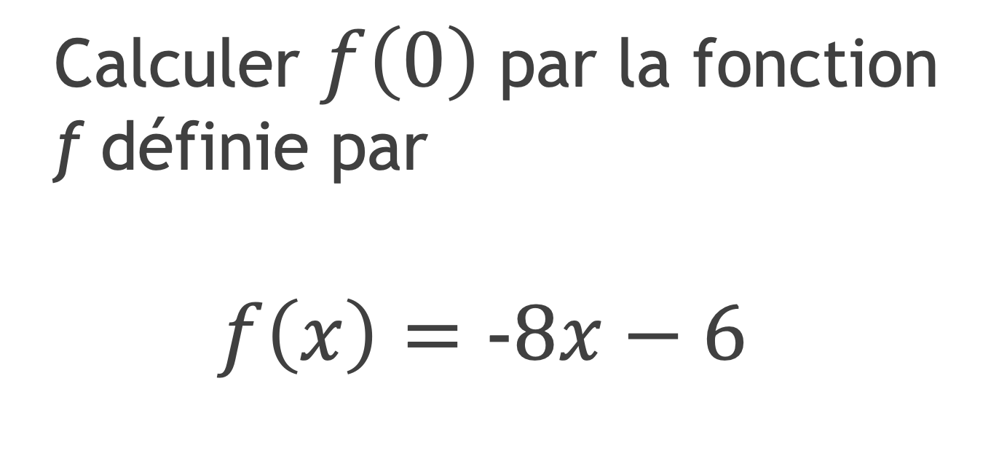 Calculer f(0) par la fonction
f définie par
f(x) = -8x − 6